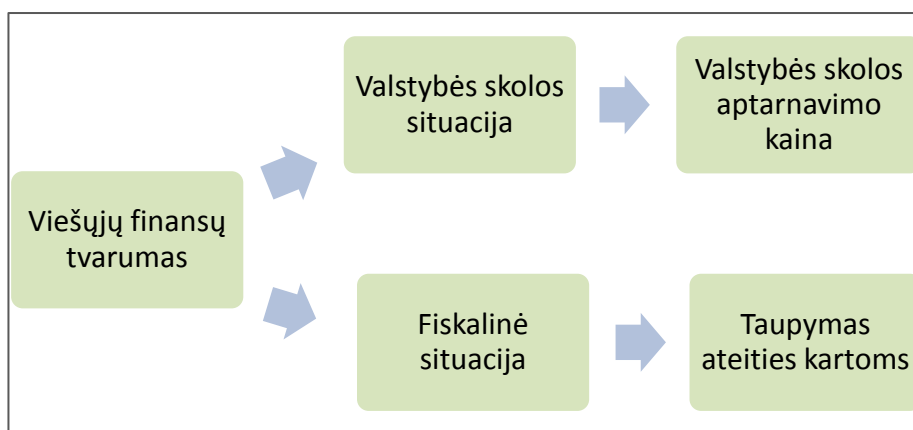 Valstybės skolos
situacija
Valstybės skolos
aptarnavimo
kaina
Viešųjų finansų
tvarumas
Fiskalinė
situacija
Taupymas
ateities kartoms